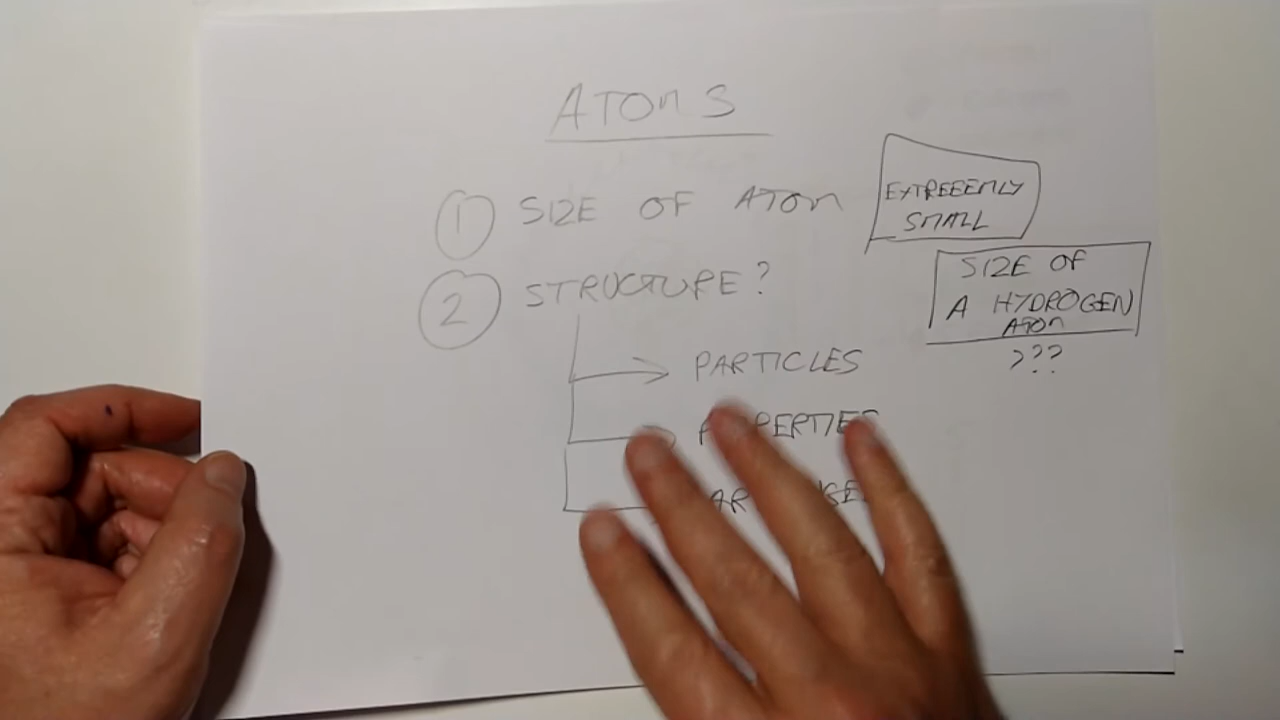 ATOMS
1 SIZE OF ATOM
EXTREEEMLY
SMALL
2 STRUCTURE?
SIZE OF
A HYDROGEN
ATOM
???
PARTICLES